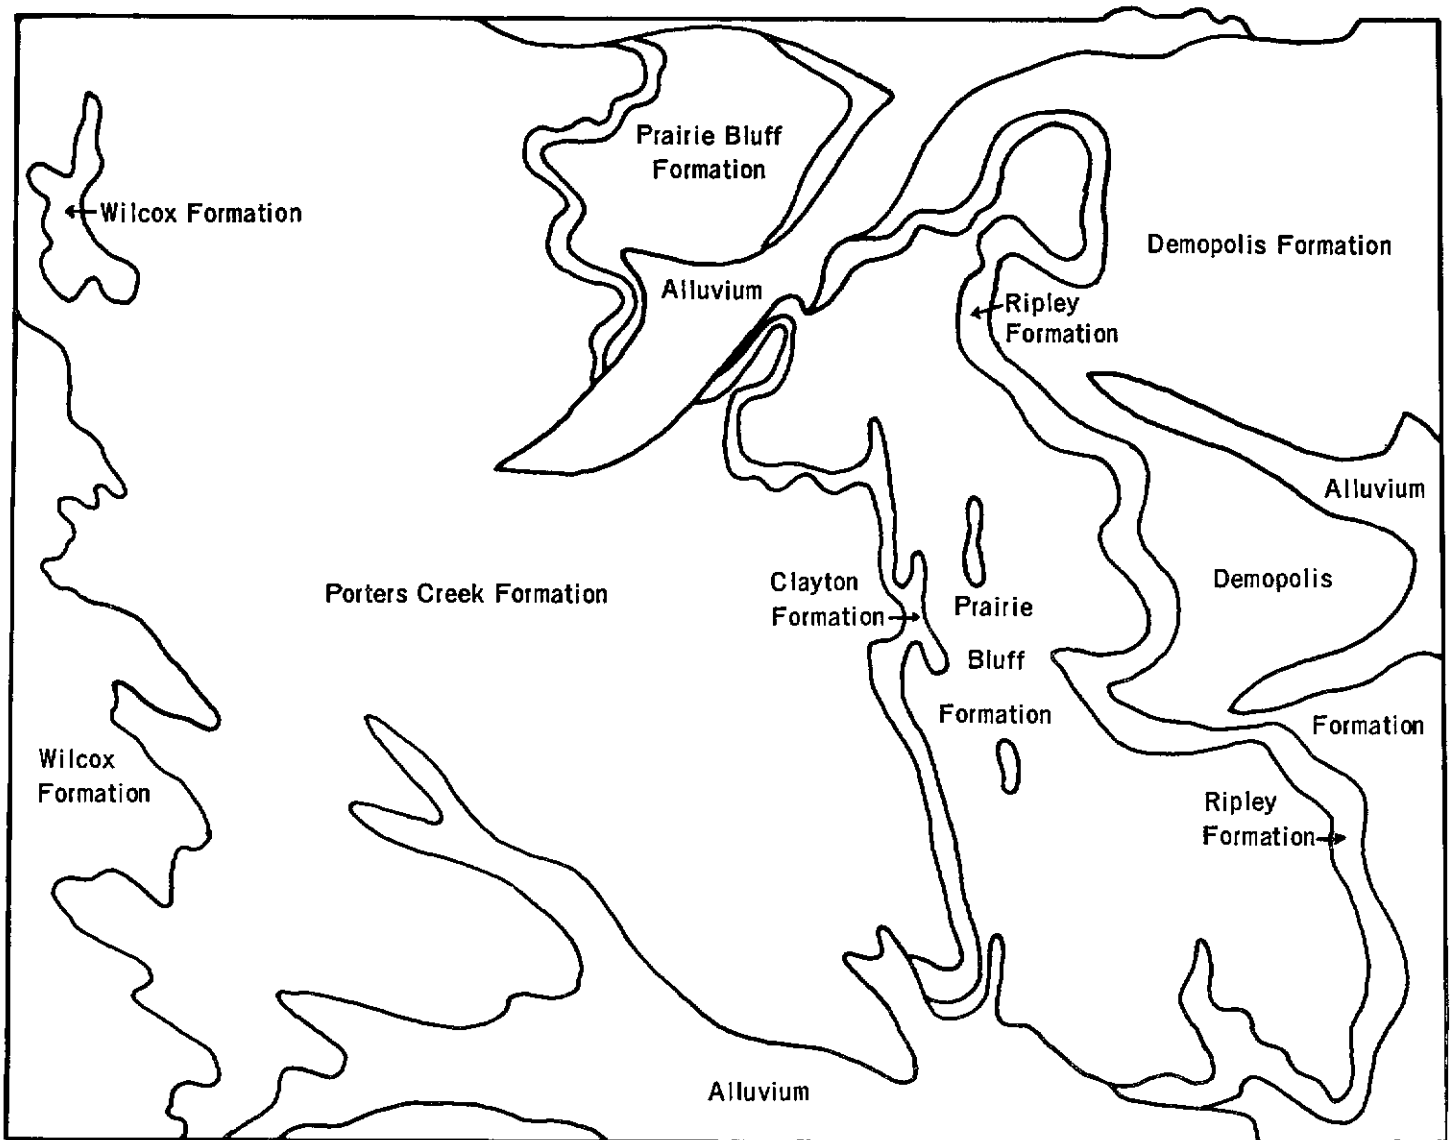 Prairie Bluff
Formation
Wilcox Formation
Demopolis Formation
Alluvium
Ripley
Formation
Alluvium
Porters Creek Formation
Clayton
Formation
Prairie
Bluff
Formation
Demopolis
Formation
Wilcox
Formation
Ripley
Formation
Alluvium